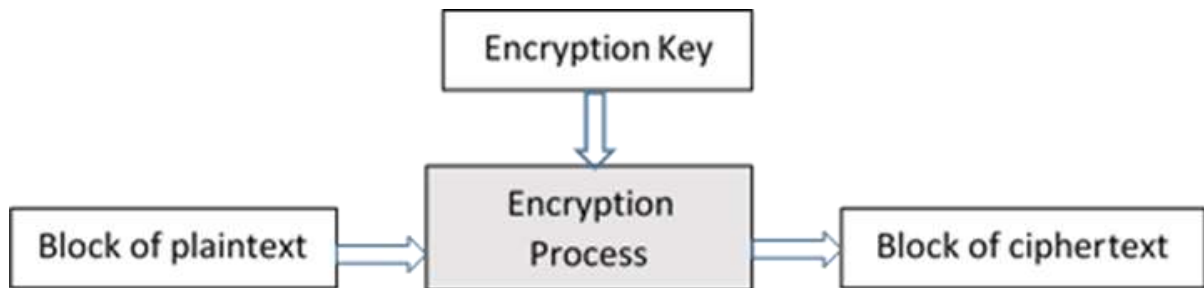 Encryption Key
Encryption
Process
Block of plaintext
Block of ciphertext